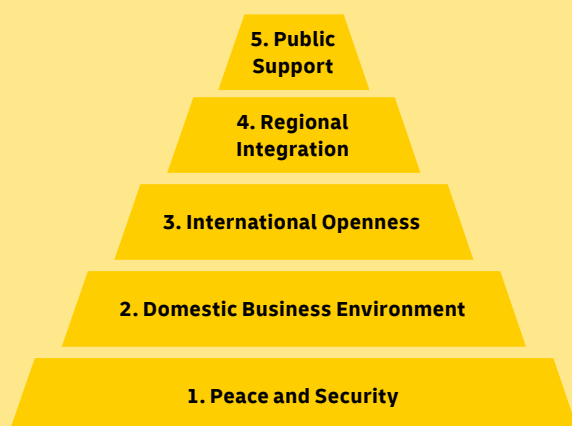 5. Public
Support
4. Regional
Integration
3. International Openness
2. Domestic Business Environment
1. Peace and Security